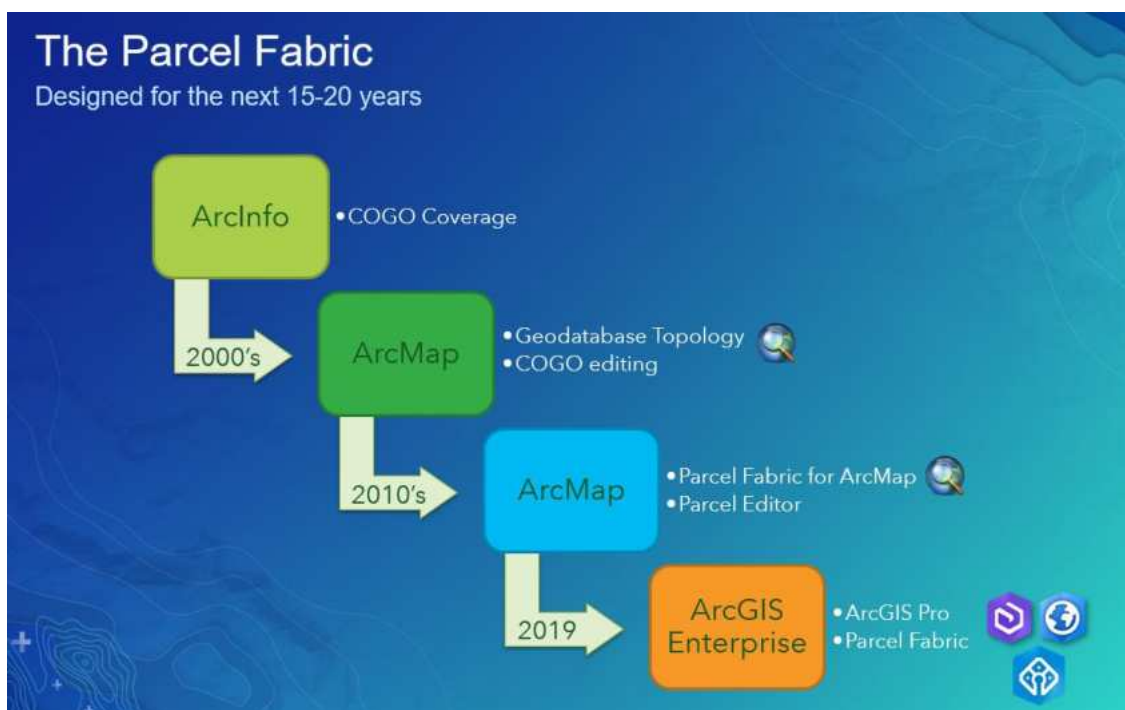 The Parcel Fabric
Designed for the next 15-20 years
ArcInfo
•COGO Coverage
2000's
ArcMap
•Geodatabase Topology
•COGO editing
2010's
ArcMap
•Parcel Fabric for ArcMap
•Parcel Editor
2019
ArcGIS
Enterprise
•ArcGIS Pro
•Parcel Fabric